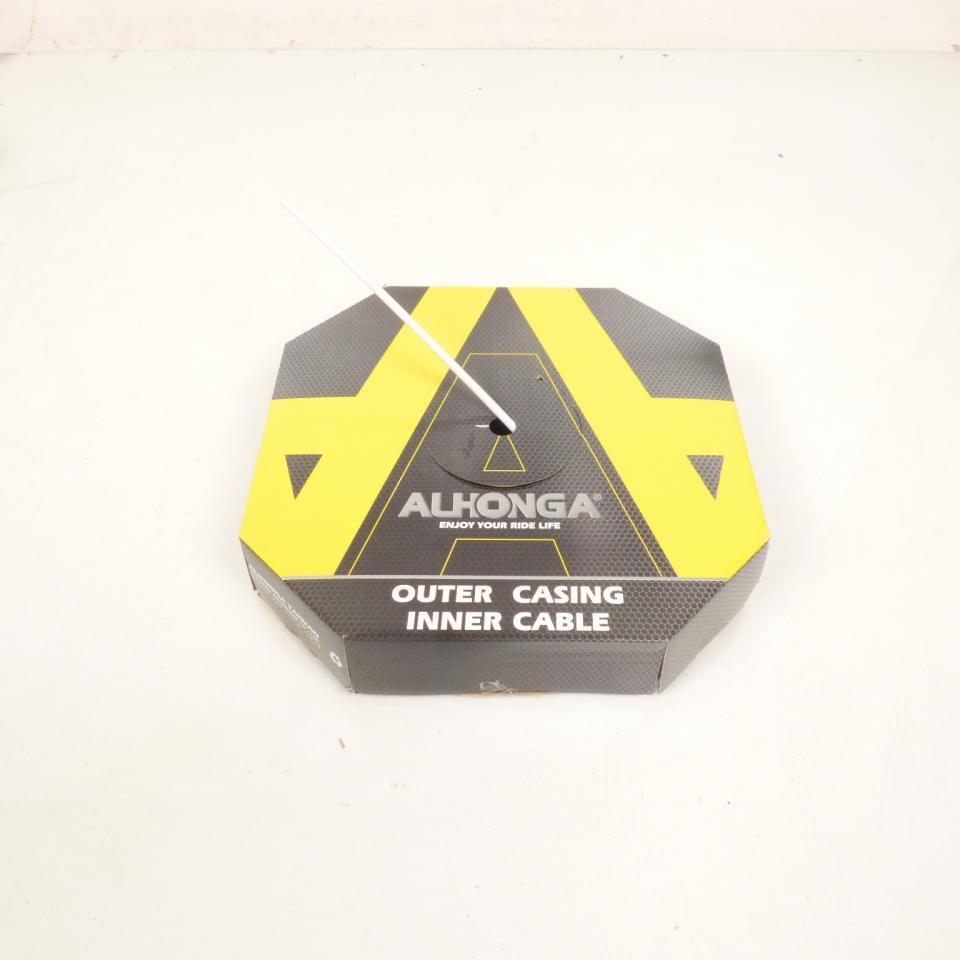 ALHONGA®
ENJOY YOUR RIDE LIFE
OUTER CASING
INNER CABLE